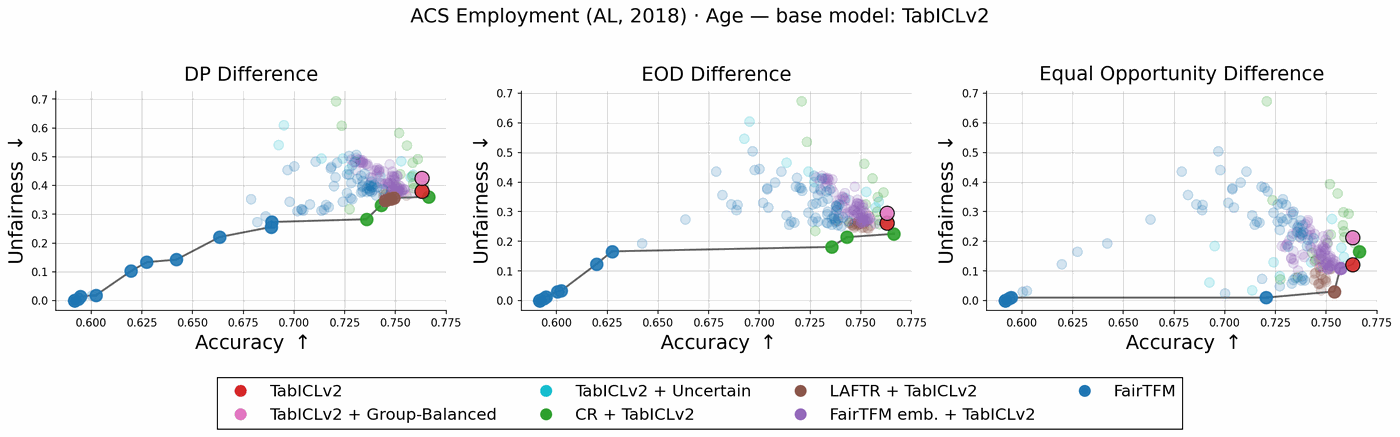 ACS Employment (AL, 2018) · Age — base model: TabICLv2
DP Difference
EOD Difference
Equal Opportunity Difference
Unfairness ↓
0.7
0.6
0.5
0.4
0.3
0.2
0.1
0.0
0.600 0.625 0.650 0.675 0.700 0.725 0.750 0.775
Accuracy ↑
Unfairness ↓
0.7
0.6
0.5
0.4
0.3
0.2
0.1
0.0
0.600 0.625 0.650 0.675 0.700 0.725 0.750 0.775
Accuracy ↑
Unfairness ↓
0.7
0.6
0.5
0.4
0.3
0.2
0.1
0.0
0.600 0.625 0.650 0.675 0.700 0.725 0.750 0.775
Accuracy ↑
TabICLv2
TabICLv2 + Group-Balanced
TabICLv2 + Uncertain
CR + TabICLv2
LAFTR + TabICLv2
FairTFM emb. + TabICLv2
FairTFM